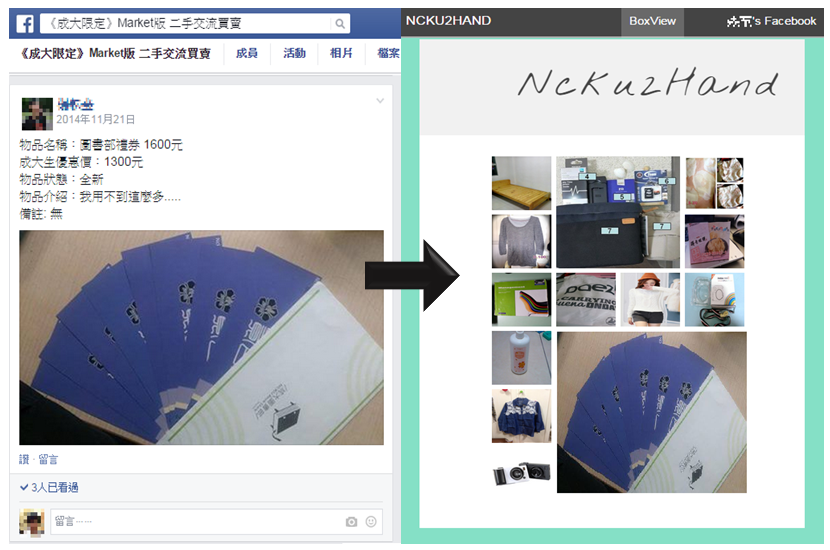 《成大限定》Market版 二手交流買賣
《成大限定》Market版 二手交流買賣 成員 活動 相片 檔案
2014年11月21日
物品名稱：圖書部禮券 1600元
成大生優惠價：1300元
物品狀態：全新
物品介紹：我用不到這麼多.....
備註: 無
讚 · 留言
3人已看過
留言……
NCKU2HAND BoxView 's Facebook
Ncku2Hand
4
5
6
7
7